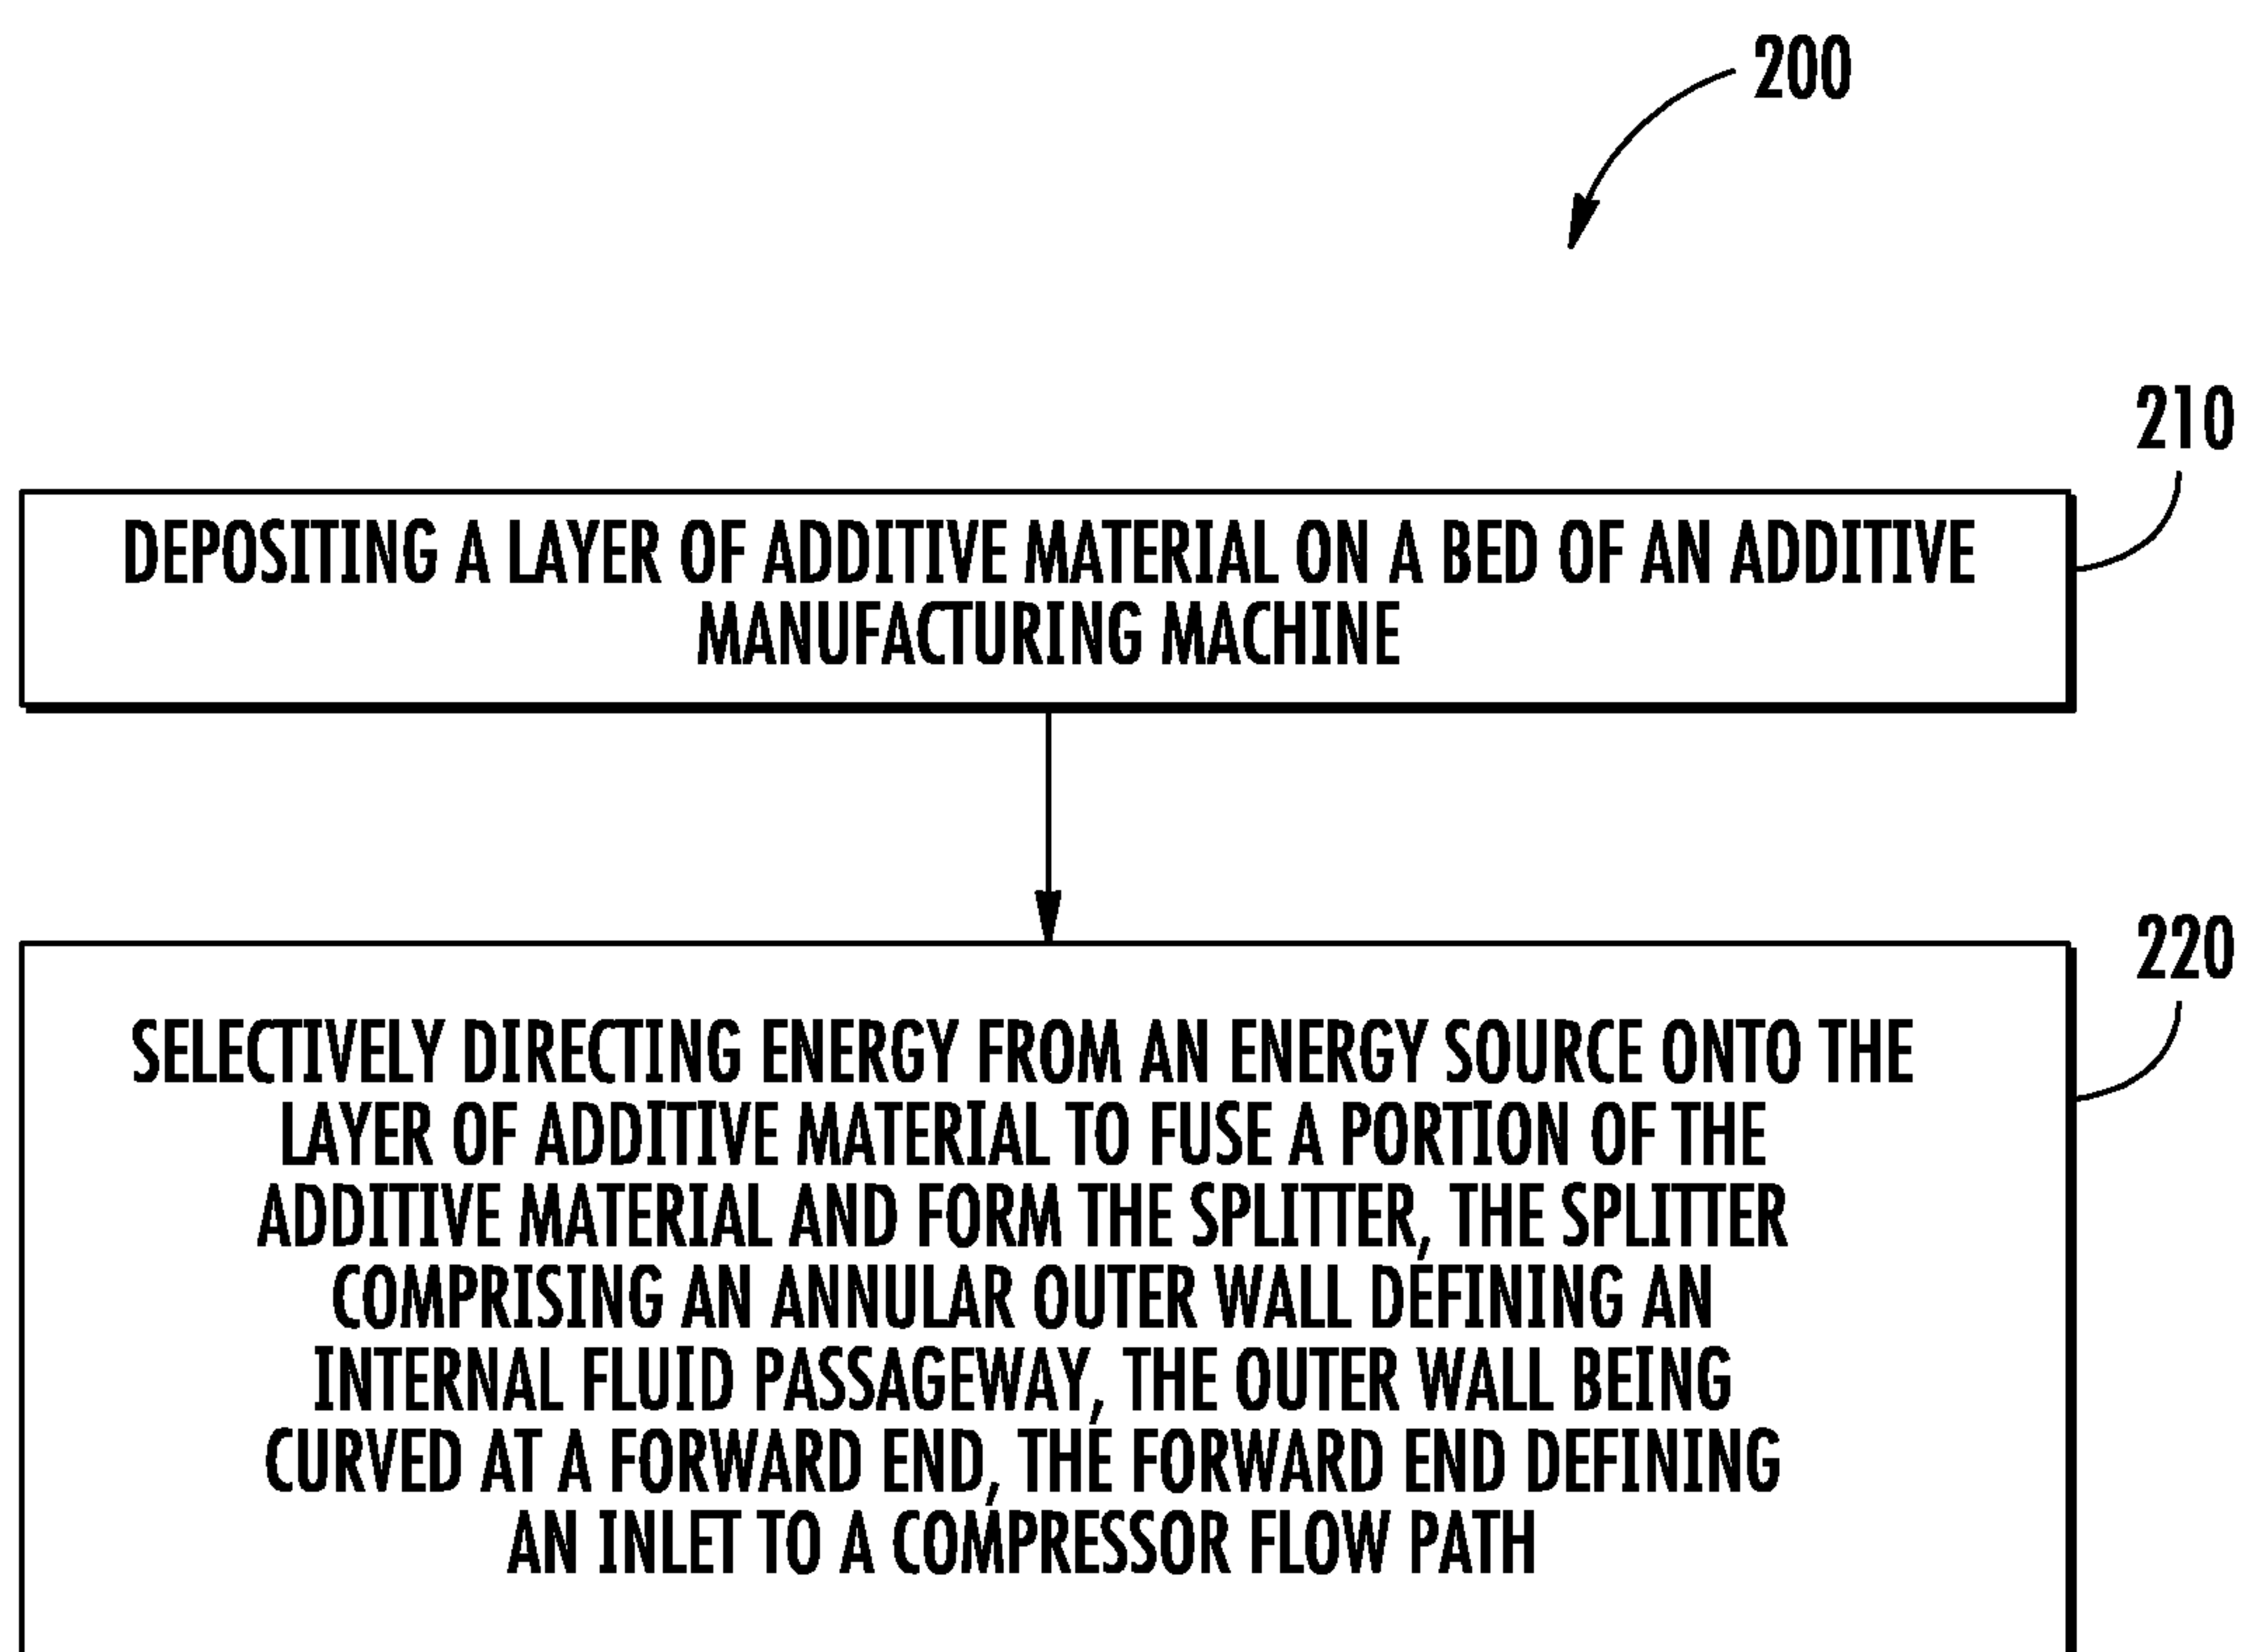 200
210
DEPOSITING A LAYER OF ADDITIVE MATERIAL ON A BED OF AN ADDITIVE
MANUFACTURING MACHINE
220
SELECTIVELY DIRECTING ENERGY FROM AN ENERGY SOURCE ONTO THE
LAYER OF ADDITIVE MATERIAL TO FUSE A PORTION OF THE
ADDITIVE MATERIAL AND FORM THE SPLITTER, THE SPLITTER
COMPRISING AN ANNULAR OUTER WALL DEFINING AN
INTERNAL FLUID PASSAGEWAY, THE OUTER WALL BEING
CURVED AT A FORWARD END, THE FORWARD END DEFINING
AN INLET TO A COMPRESSOR FLOW PATH